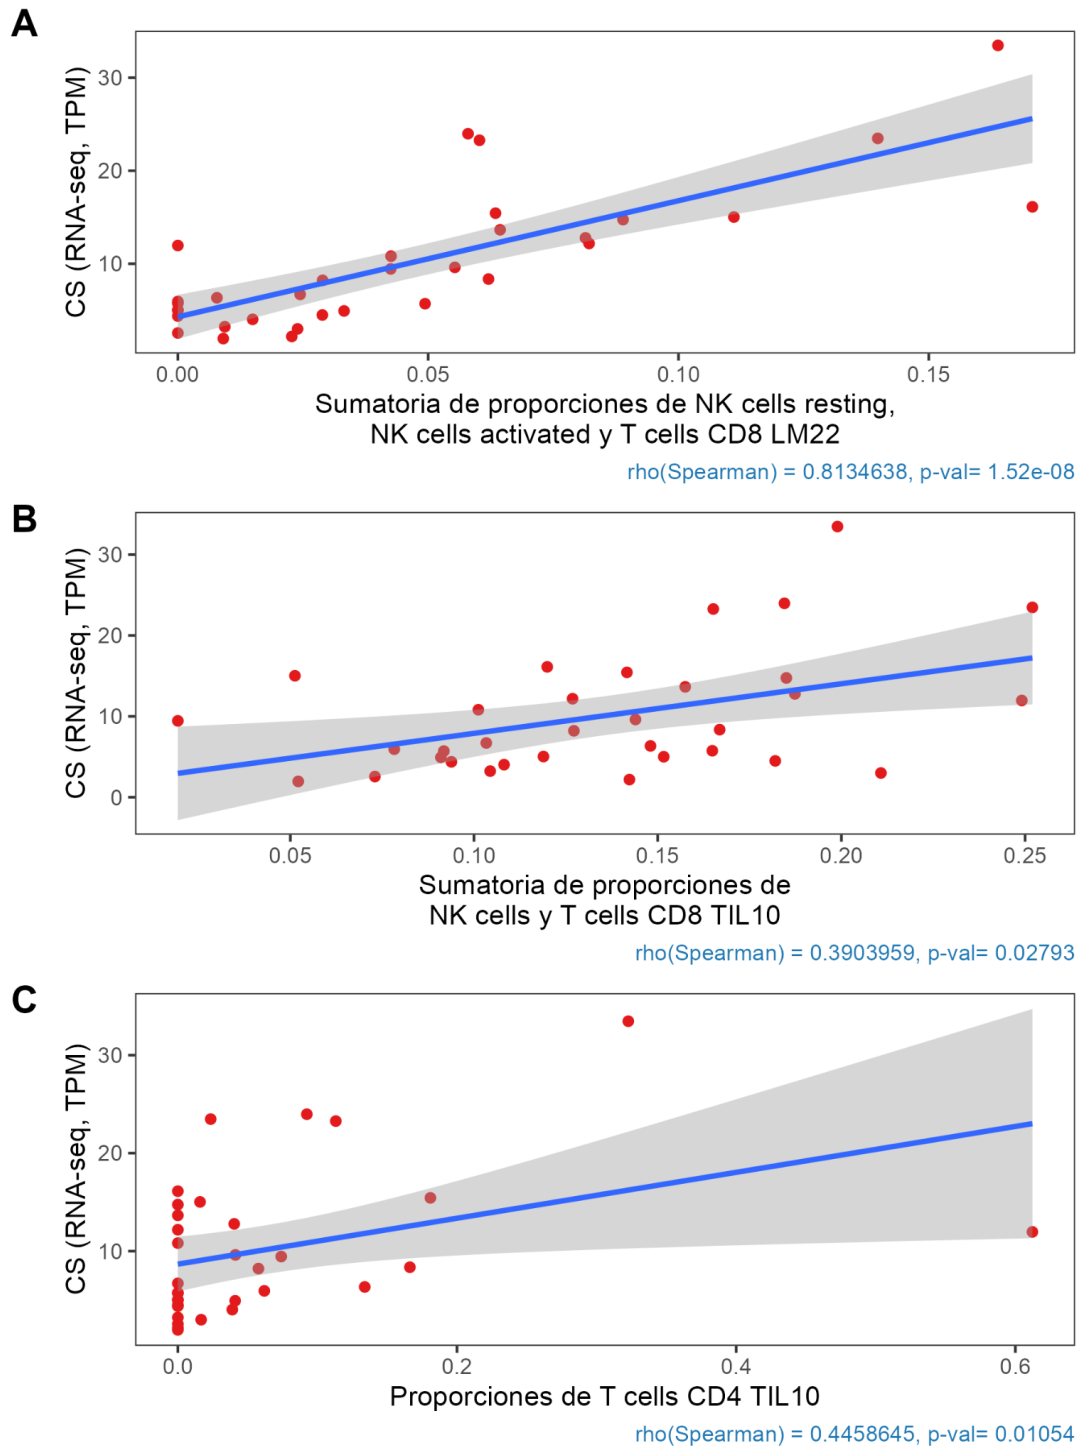 A
CS (RNA-seq, TPM)
30
20
10
0.00 0.05 0.10 0.15
Sumatoria de proporciones de NK cells resting,
NK cells activated y T cells CD8 LM22
rho(Spearman) = 0.8134638, p-val= 1.52e-08
B
CS (RNA-seq, TPM)
30
20
10
0
0.05 0.10 0.15 0.20 0.25
Sumatoria de proporciones de
NK cells y T cells CD8 TIL10
rho(Spearman) = 0.3903959, p-val= 0.02793
C
CS (RNA-seq, TPM)
30
20
10
0.0 0.2 0.4 0.6
Proporciones de T cells CD4 TIL10
rho(Spearman) = 0.4458645, p-val= 0.01054